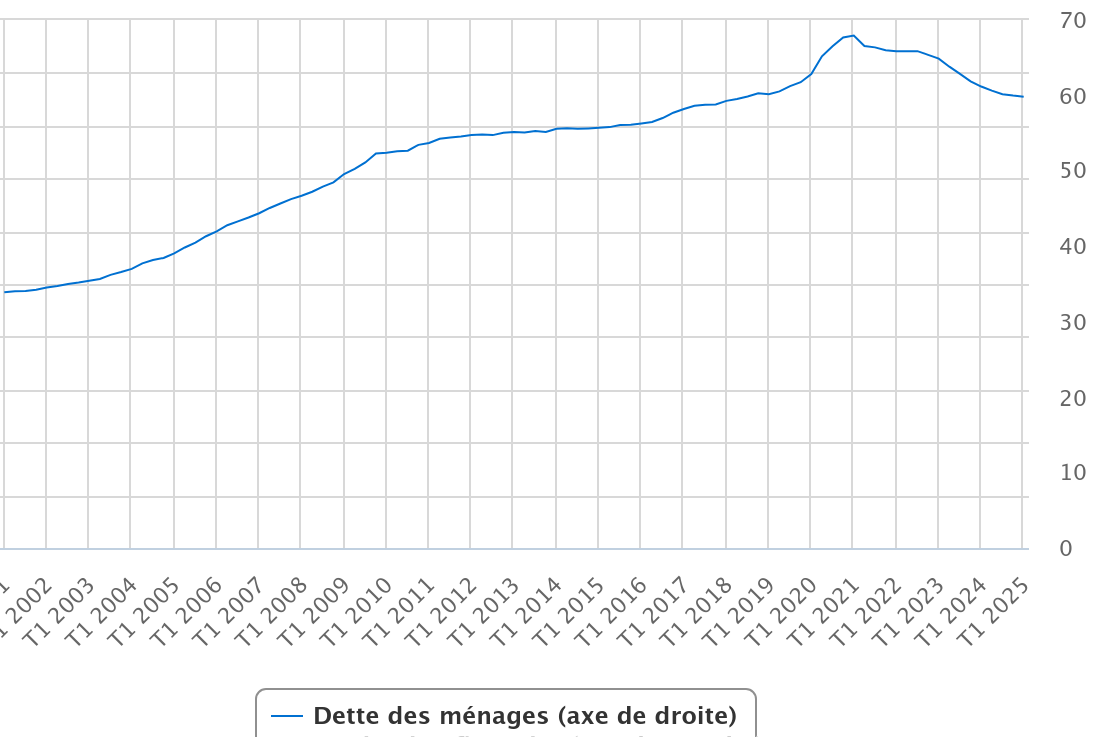 70
60
50
40
30
20
10
0
1
T1 2002
T1 2003
T1 2004
T1 2005
T1 2006
T1 2007
T1 2008
T1 2009
T1 2010
T1 2011
T1 2012
T1 2013
T1 2014
T1 2015
T1 2016
T1 2017
T1 2018
T1 2019
T1 2020
T1 2021
T1 2022
T1 2023
T1 2024
T1 2025
Dette des ménages (axe de droite)